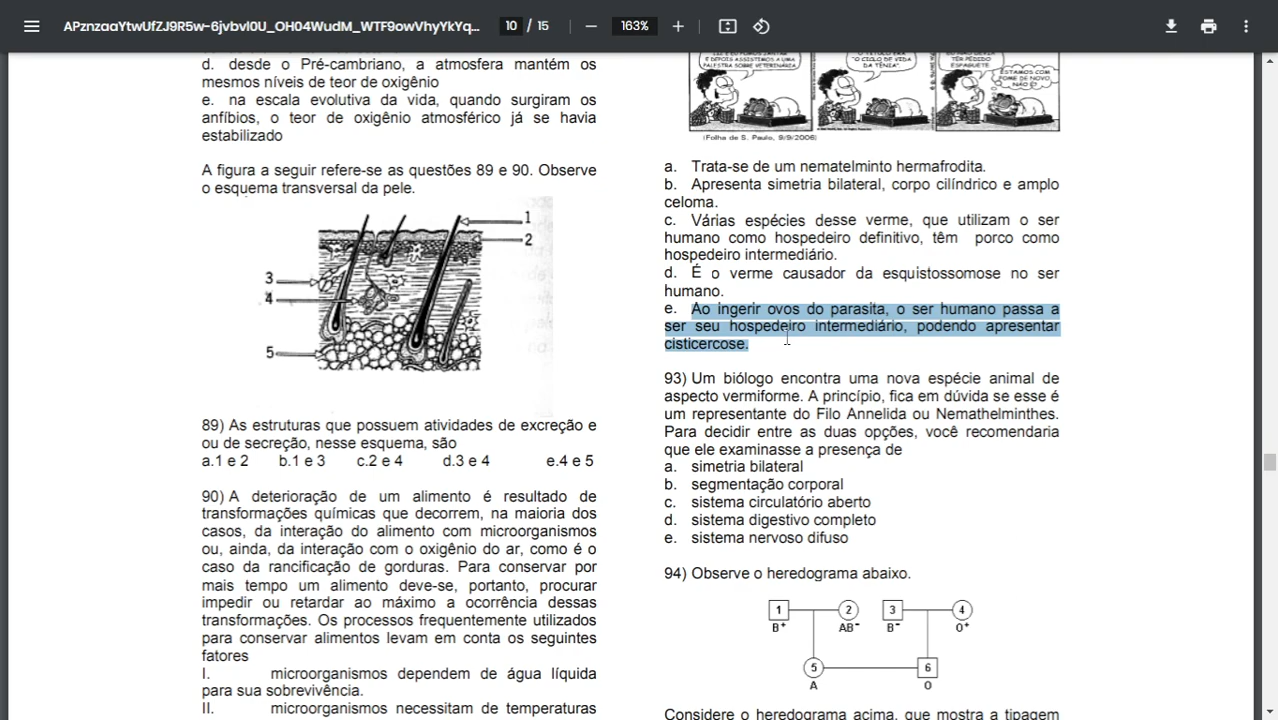 APznzaaYtwUfZJ9R5w-6jvbvl0U_OH04WudM_WTF9owVhyYkYq...
10 / 15
163%
d. desde o Pré-cambriano, a atmosfera mantém os
mesmos níveis de teor de oxigênio
e. na escala evolutiva da vida, quando surgiram os
anfíbios, o teor de oxigênio atmosférico já se havia
estabilizado
A figura a seguir refere-se as questões 89 e 90. Observe
o esquema transversal da pele.
1
2
3
4
5
89) As estruturas que possuem atividades de excreção e
ou de secreção, nesse esquema, são
a.1 e 2 b.1 e 3 c.2 e 4 d.3 e 4 e.4 e 5
90) A deterioração de um alimento é resultado de
transformações químicas que decorrem, na maioria dos
casos, da interação do alimento com microorganismos
ou, ainda, da interação com o oxigênio do ar, como é o
caso da rancificação de gorduras. Para conservar por
mais tempo um alimento deve-se, portanto, procurar
impedir ou retardar ao máximo a ocorrência dessas
transformações. Os processos frequentemente utilizados
para conservar alimentos levam em conta os seguintes
fatores
I. microorganismos dependem de água líquida
para sua sobrevivência.
II. microorganismos necessitam de temperaturas
E DEPOIS ASSISTIMOS A UMA
PALESTRA SOBRE VETERINÁRIA.
O TÍTULO ERA
"O CICLO DE VIDA
DA TÊNIA".
TER PEDIDO
ESPAGUETE.
ESTAMOS COM
FOME DE NOVO,
NÃO É?
(Folha de S. Paulo, 9/9/2006)
a. Trata-se de um nematelminto hermafrodita.
b. Apresenta simetria bilateral, corpo cilíndrico e amplo
celoma.
c. Várias espécies desse verme, que utilizam o ser
humano como hospedeiro definitivo, têm porco como
hospedeiro intermediário.
d. É o verme causador da esquistossomose no ser
humano.
e. Ao ingerir ovos do parasita, o ser humano passa a
ser seu hospedeiro intermediário, podendo apresentar
cisticercose.
93) Um biólogo encontra uma nova espécie animal de
aspecto vermiforme. A princípio, fica em dúvida se esse é
um representante do Filo Annelida ou Nemathelminthes.
Para decidir entre as duas opções, você recomendaria
que ele examinasse a presença de
a. simetria bilateral
b. segmentação corporal
c. sistema circulatório aberto
d. sistema digestivo completo
e. sistema nervoso difuso
94) Observe o heredograma abaixo.
1 2 3 4
B+ AB- B- O+
5 6
A O
Considere o heredograma acima, que mostra a tipagem